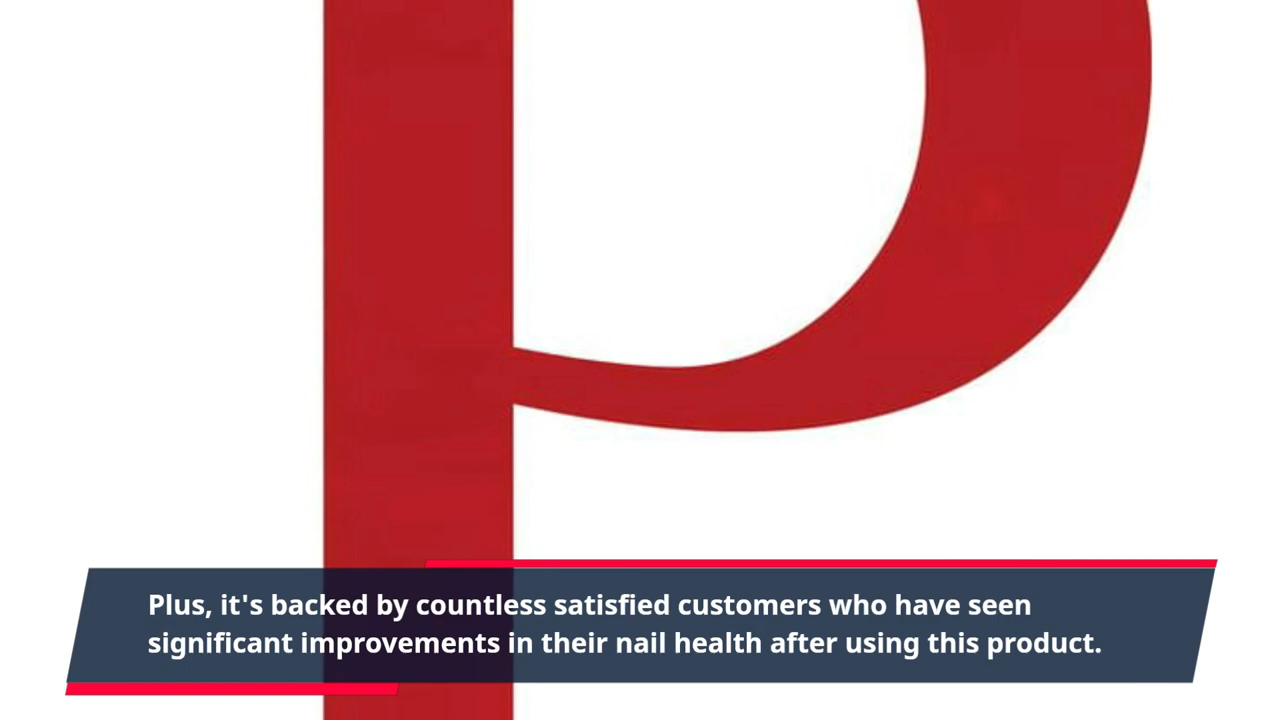 P
Plus, it's backed by countless satisfied customers who have seen
significant improvements in their nail health after using this product.